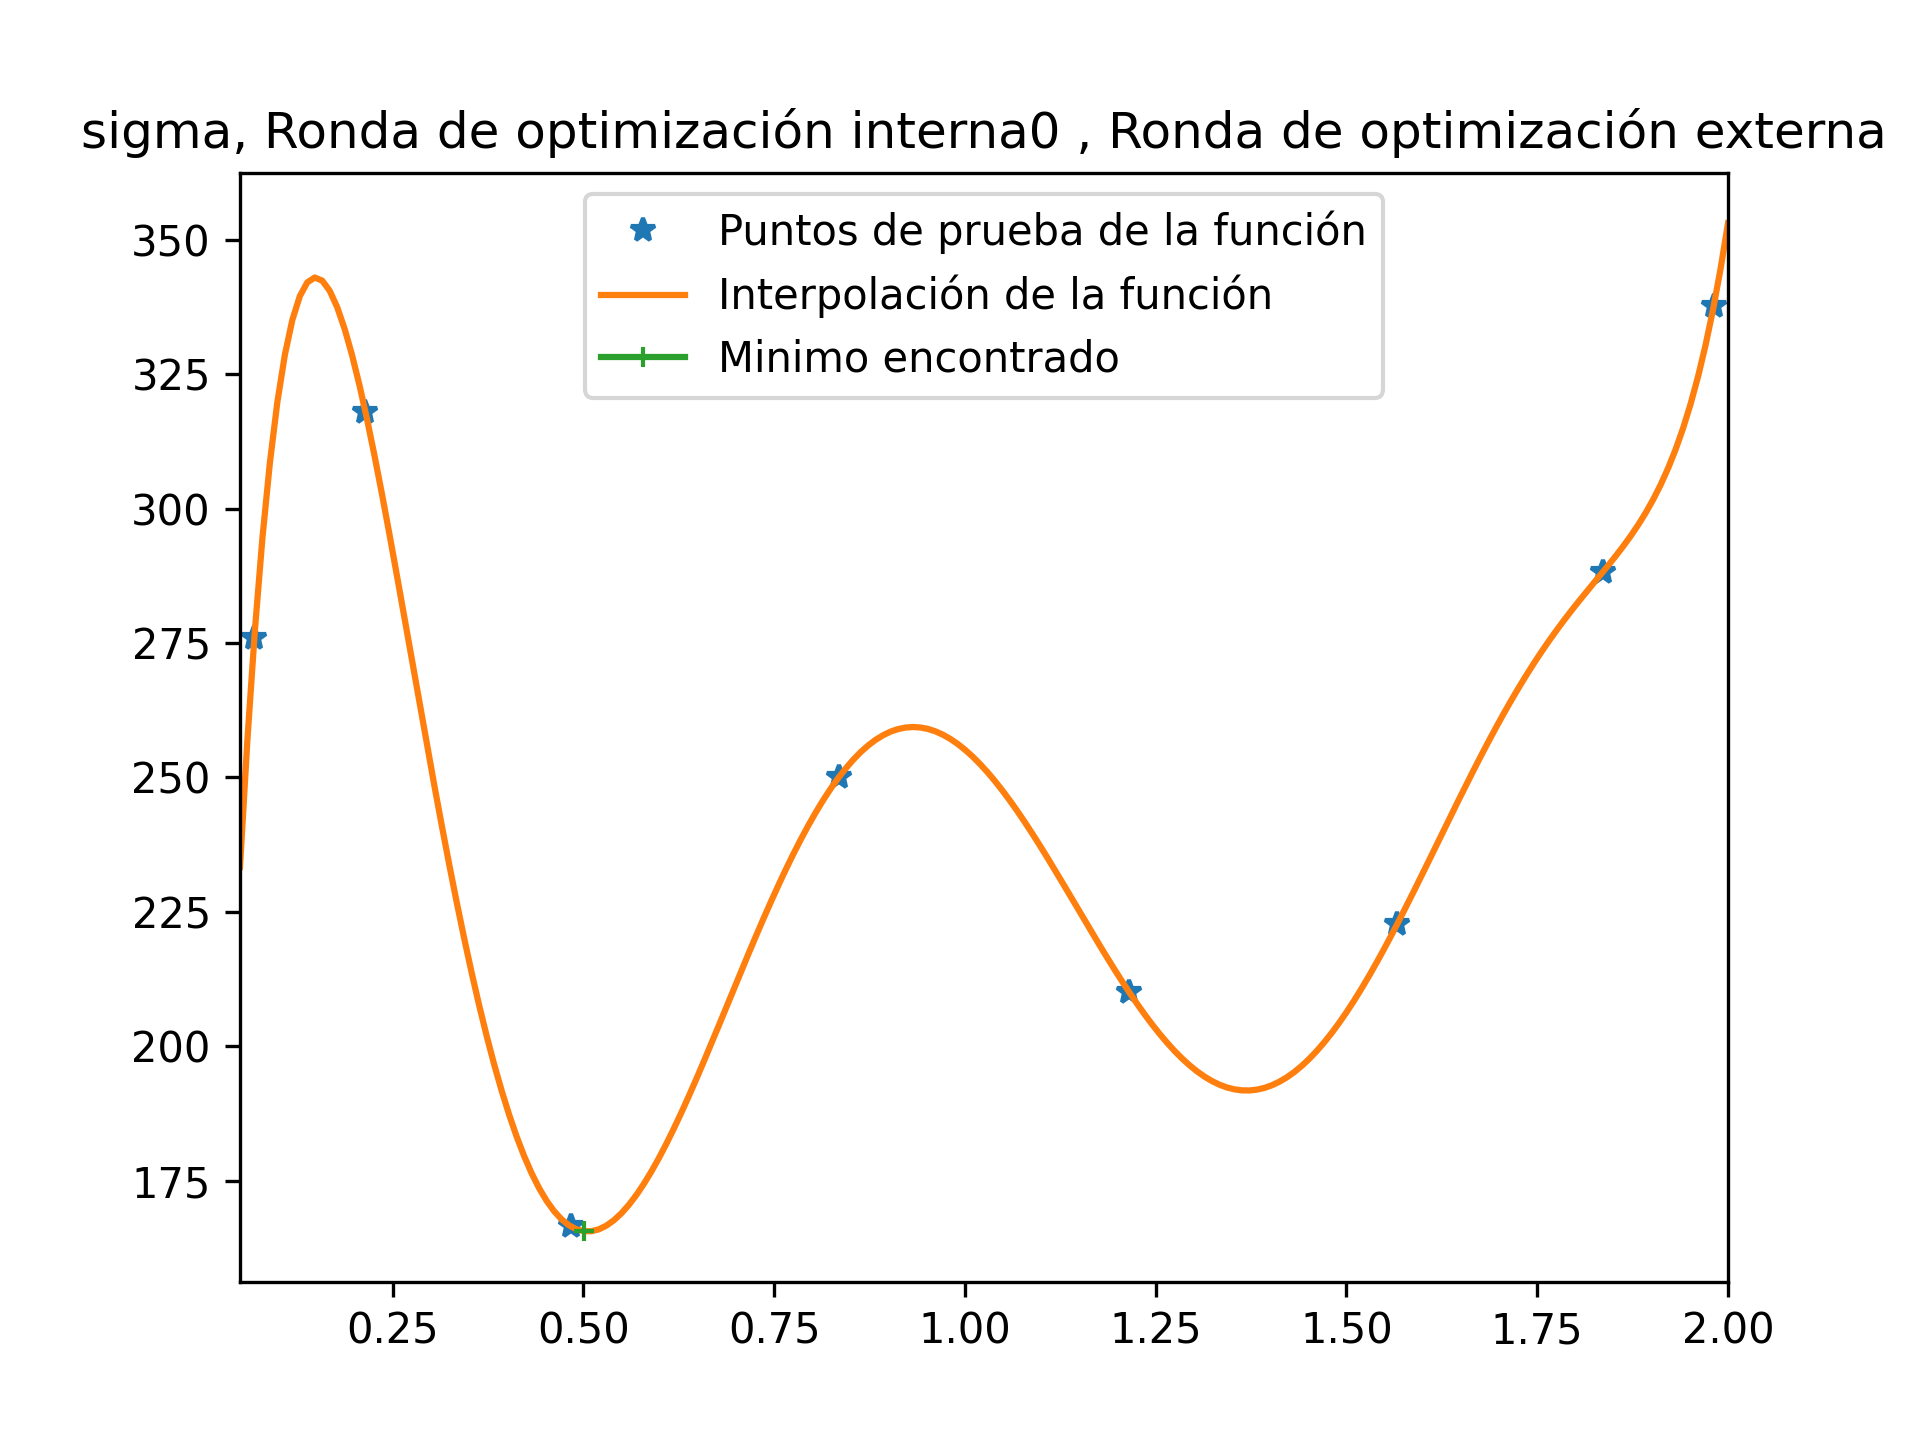 sigma, Ronda de optimización interna0 , Ronda de optimización externa
Puntos de prueba de la función
Interpolación de la función
Minimo encontrado
350
325
300
275
250
225
200
175
0.25 0.50 0.75 1.00 1.25 1.50 1.75 2.00